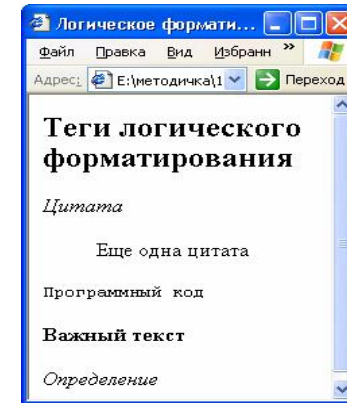 Логическое формати...
Файл Правка Вид Избранн »
Адрес: E:\методичка\1 Переход
Теги логического
форматирования
Цитата
Еще одна цитата
Программный код
Важный текст
Определение